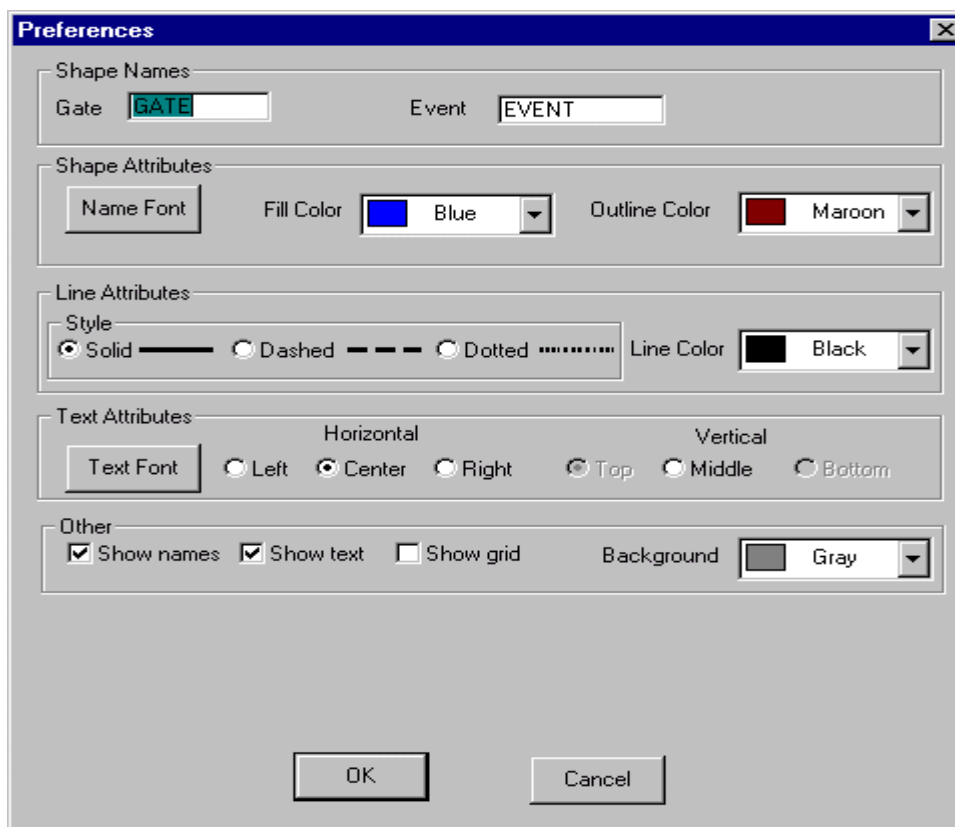 Preferences
Shape Names
Gate GATE Event EVENT
Shape Attributes
Name Font Fill Color Blue Outline Color Maroon
Line Attributes
Style
Solid Dashed Dotted Line Color Black
Text Attributes
Horizontal Vertical
Text Font Left Center Right Top Middle Bottom
Other
Show names Show text Show grid Background Gray
OK Cancel